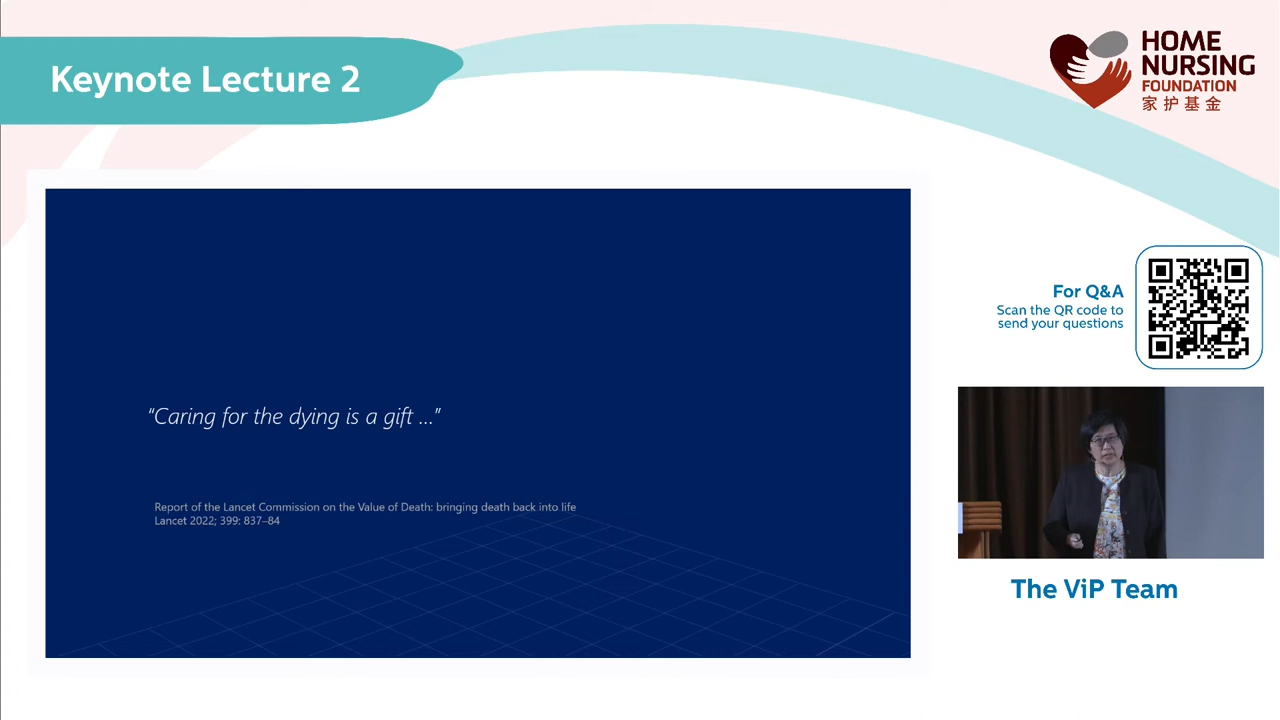 Keynote Lecture 2
HOME
NURSING
FOUNDATION
家护基金
“Caring for the dying is a gift ...”
Report of the Lancet Commission on the Value of Death: bringing death back into life
Lancet 2022; 399: 837–84
For Q&A
Scan the QR code to
send your questions
The ViP Team